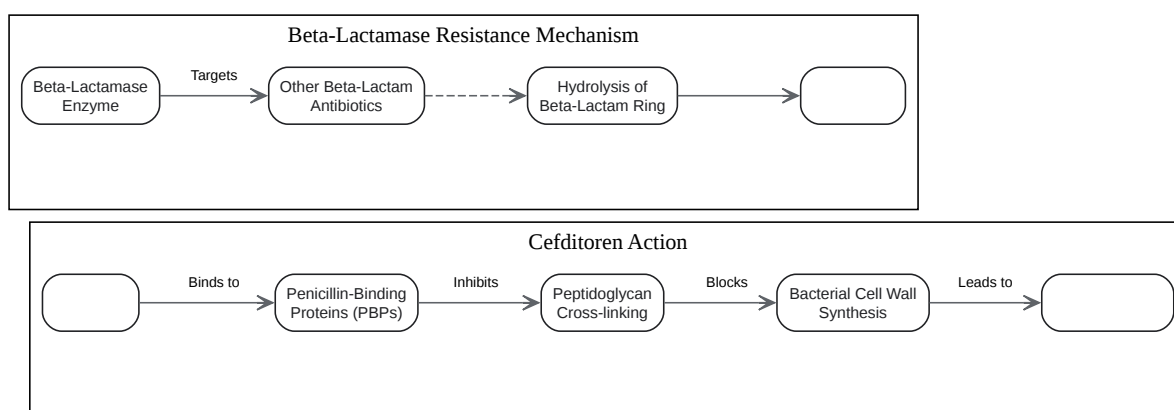 Beta-Lactamase Resistance Mechanism
Beta-Lactamase
Enzyme
Targets
Other Beta-Lactam
Antibiotics
Hydrolysis of
Beta-Lactam Ring
Cefditoren Action
Binds to
Penicillin-Binding
Proteins (PBPs)
Inhibits
Peptidoglycan
Cross-linking
Blocks
Bacterial Cell Wall
Synthesis
Leads to